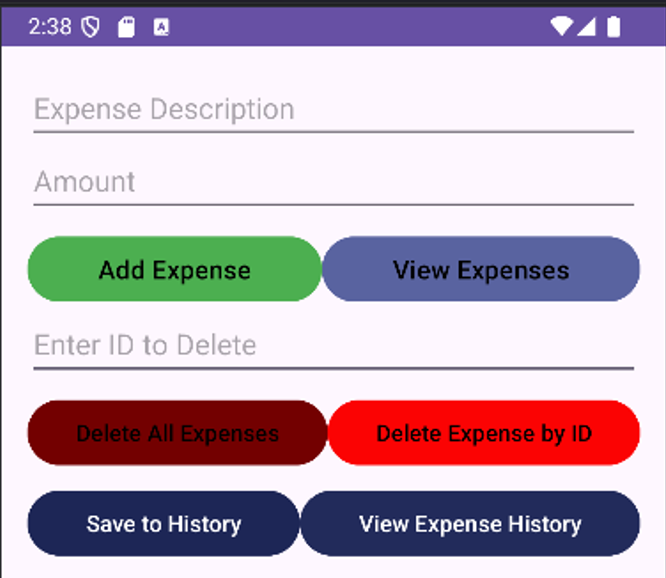 2:38
Expense Description
Amount
Add Expense View Expenses
Enter ID to Delete
Delete All Expenses Delete Expense by ID
Save to History View Expense History